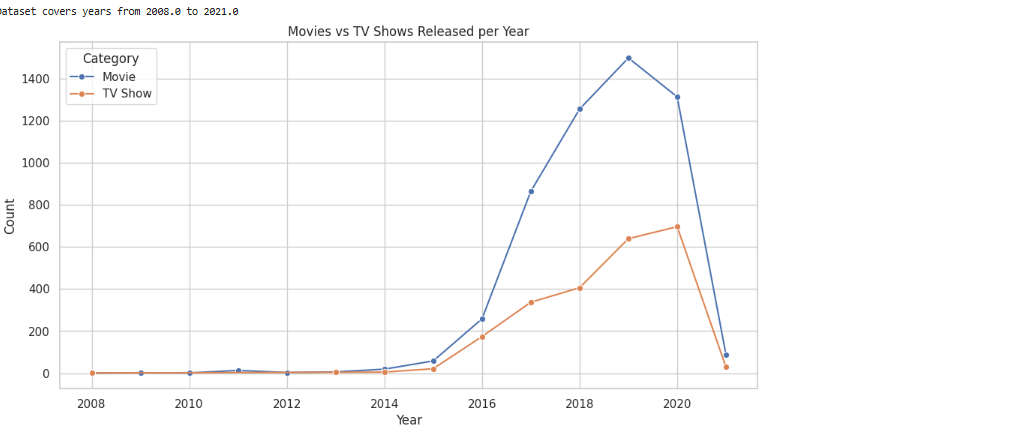 Dataset covers years from 2008.0 to 2021.0
Movies vs TV Shows Released per Year
Category
Movie
TV Show
1400
1200
1000
800
600
400
200
0
Count
2008 2010 2012 2014 2016 2018 2020
Year